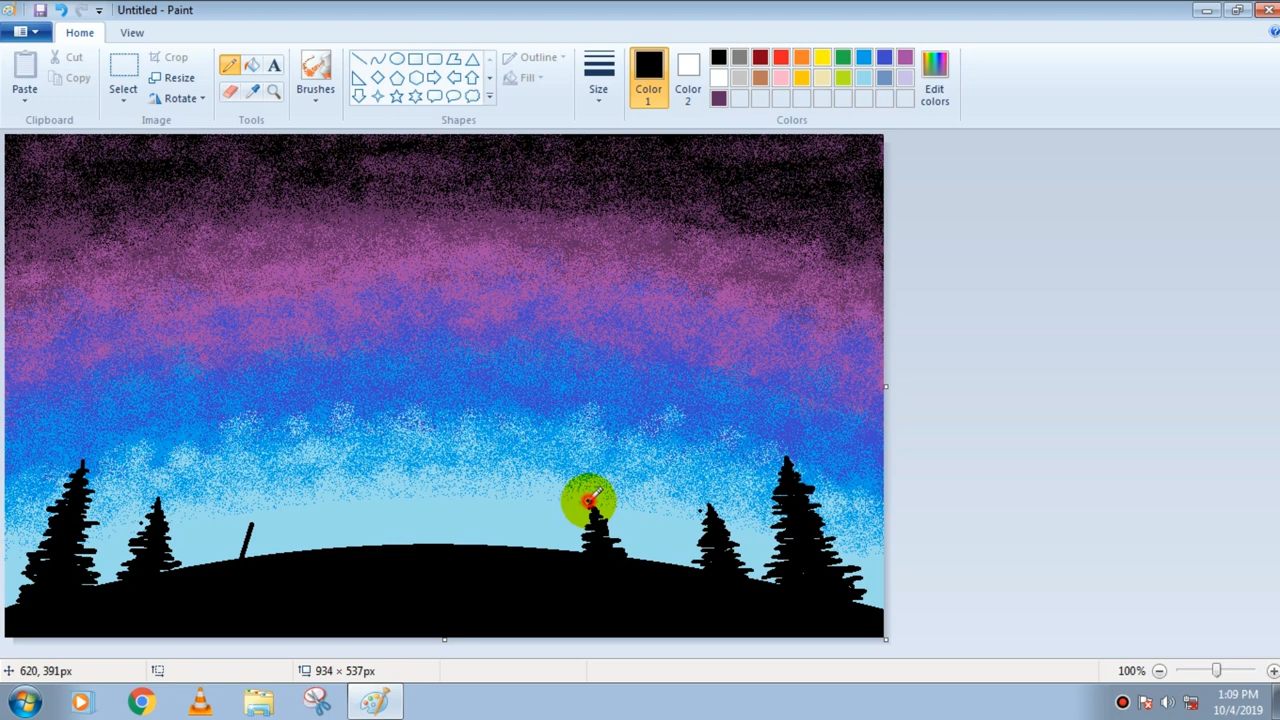 Untitled - Paint
Home View
Paste
Cut
Copy
Clipboard
Select
Crop
Resize
Rotate
Image
A
Tools
Brushes
Outline
Fill
Shapes
Size
Color 1
Color 2
Edit colors
Colors
620, 391px
934 × 537px
100%
1:09 PM
10/4/2019